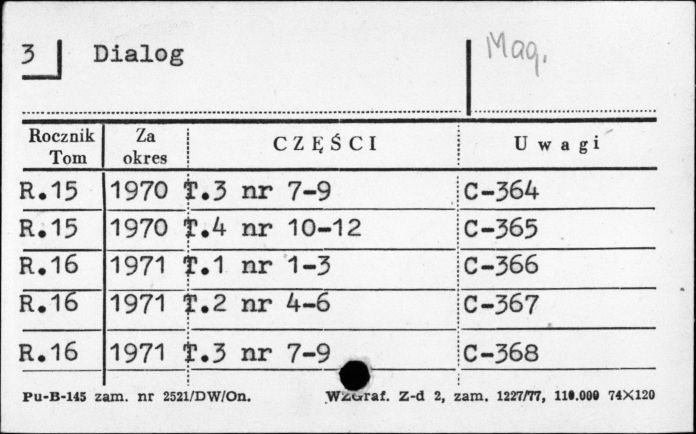 3 Dialog Mag.
Rocznik Tom Za okres CZĘŚCI Uwagi
R.15 1970 T.3 nr 7-9 C-364
R.15 1970 T.4 nr 10-12 C-365
R.16 1971 T.1 nr 1-3 C-366
R.16 1971 T.2 nr 4-6 C-367
R.16 1971 T.3 nr 7-9 C-368
Pu-B-145 zam. nr 2521/DW/On. WZGraf. Z-d 2, zam. 1227/77, 110.000 74×120